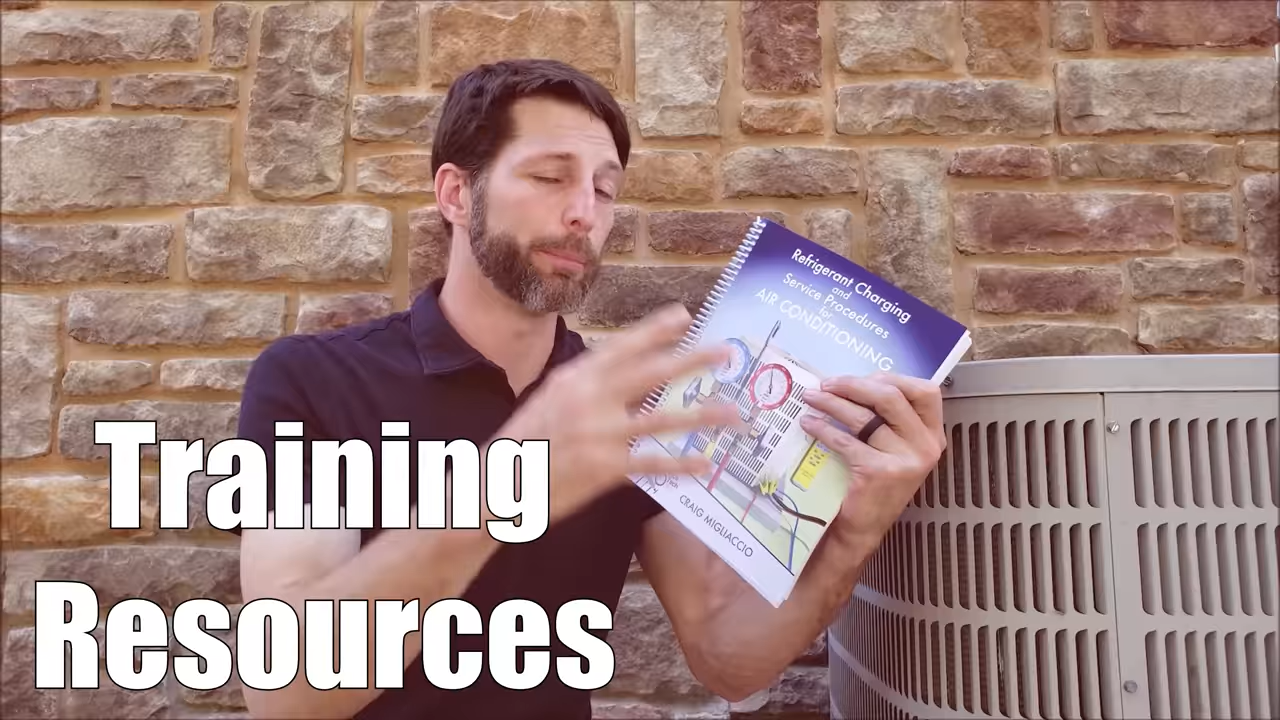 Refrigerant Charging
and
Service Procedures
for
AIR CONDITIONING
CRAIG MIGLIACCIO
Training
Resources